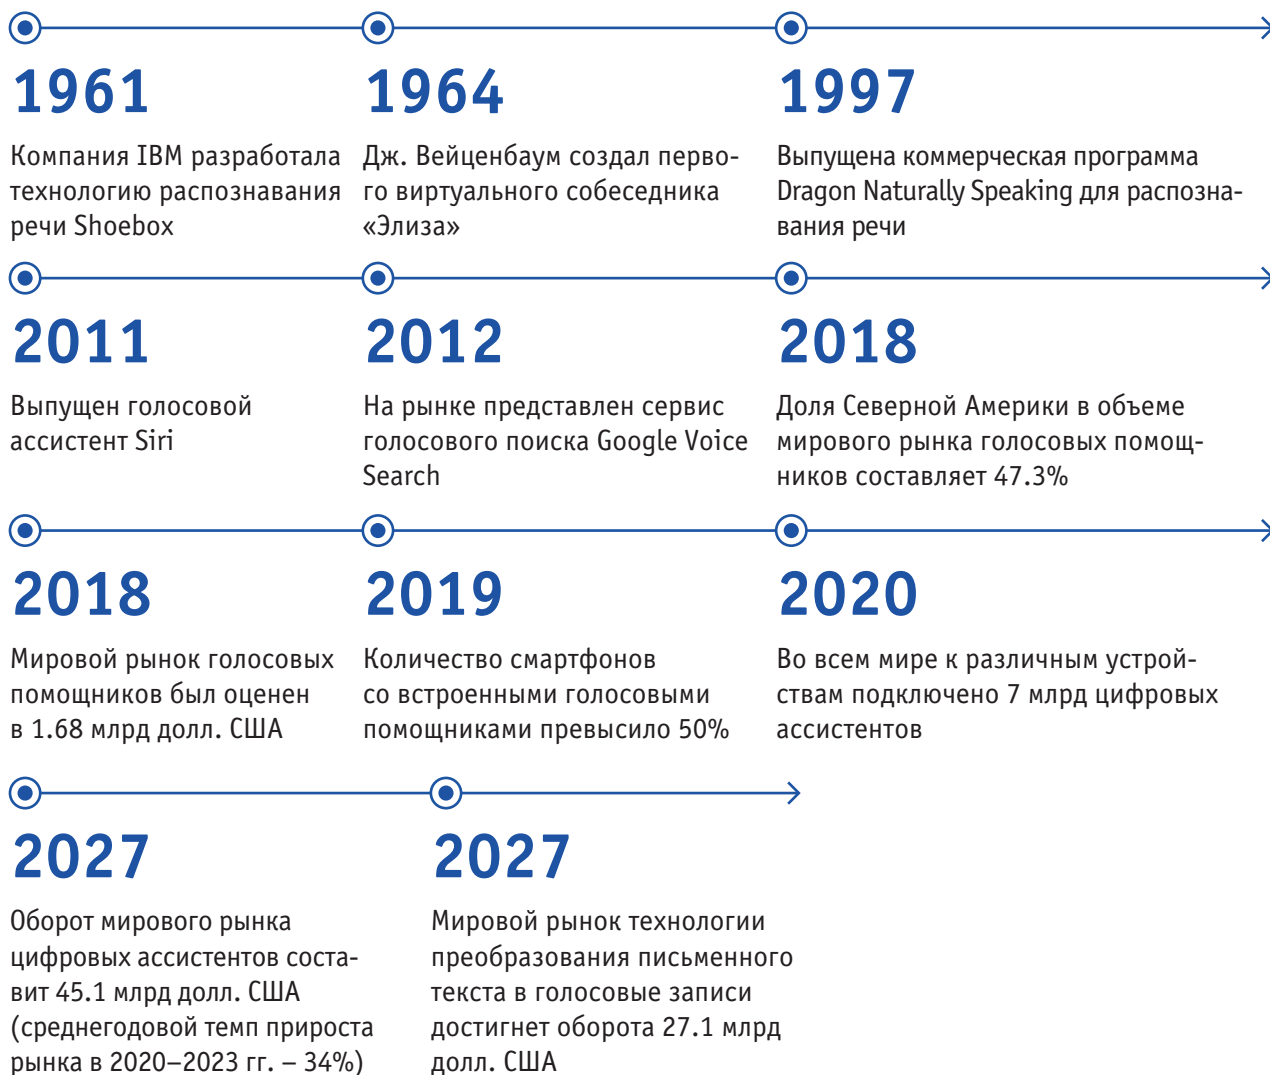 1961
Компания IBM разработала
технологию распознавания
речи Shoebox
1964
Дж. Вейценбаум создал перво-
го виртуального собеседника
«Элиза»
1997
Выпущена коммерческая программа
Dragon Naturally Speaking для распозна-
вания речи
2011
Выпущен голосовой
ассистент Siri
2012
На рынке представлен сервис
голосового поиска Google Voice
Search
2018
Доля Северной Америки в объеме
мирового рынка голосовых помощ-
ников составляет 47.3%
2018
Мировой рынок голосовых
помощников был оценен
в 1.68 млрд долл. США
2019
Количество смартфонов
со встроенными голосовыми
помощниками превысило 50%
2020
Во всем мире к различным устрой-
ствам подключено 7 млрд цифровых
ассистентов
2027
Оборот мирового рынка
цифровых ассистентов соста-
вит 45.1 млрд долл. США
(среднегодовой темп прироста
рынка в 2020–2023 гг. – 34%)
2027
Мировой рынок технологии
преобразования письменного
текста в голосовые записи
достигнет оборота 27.1 млрд
долл. США